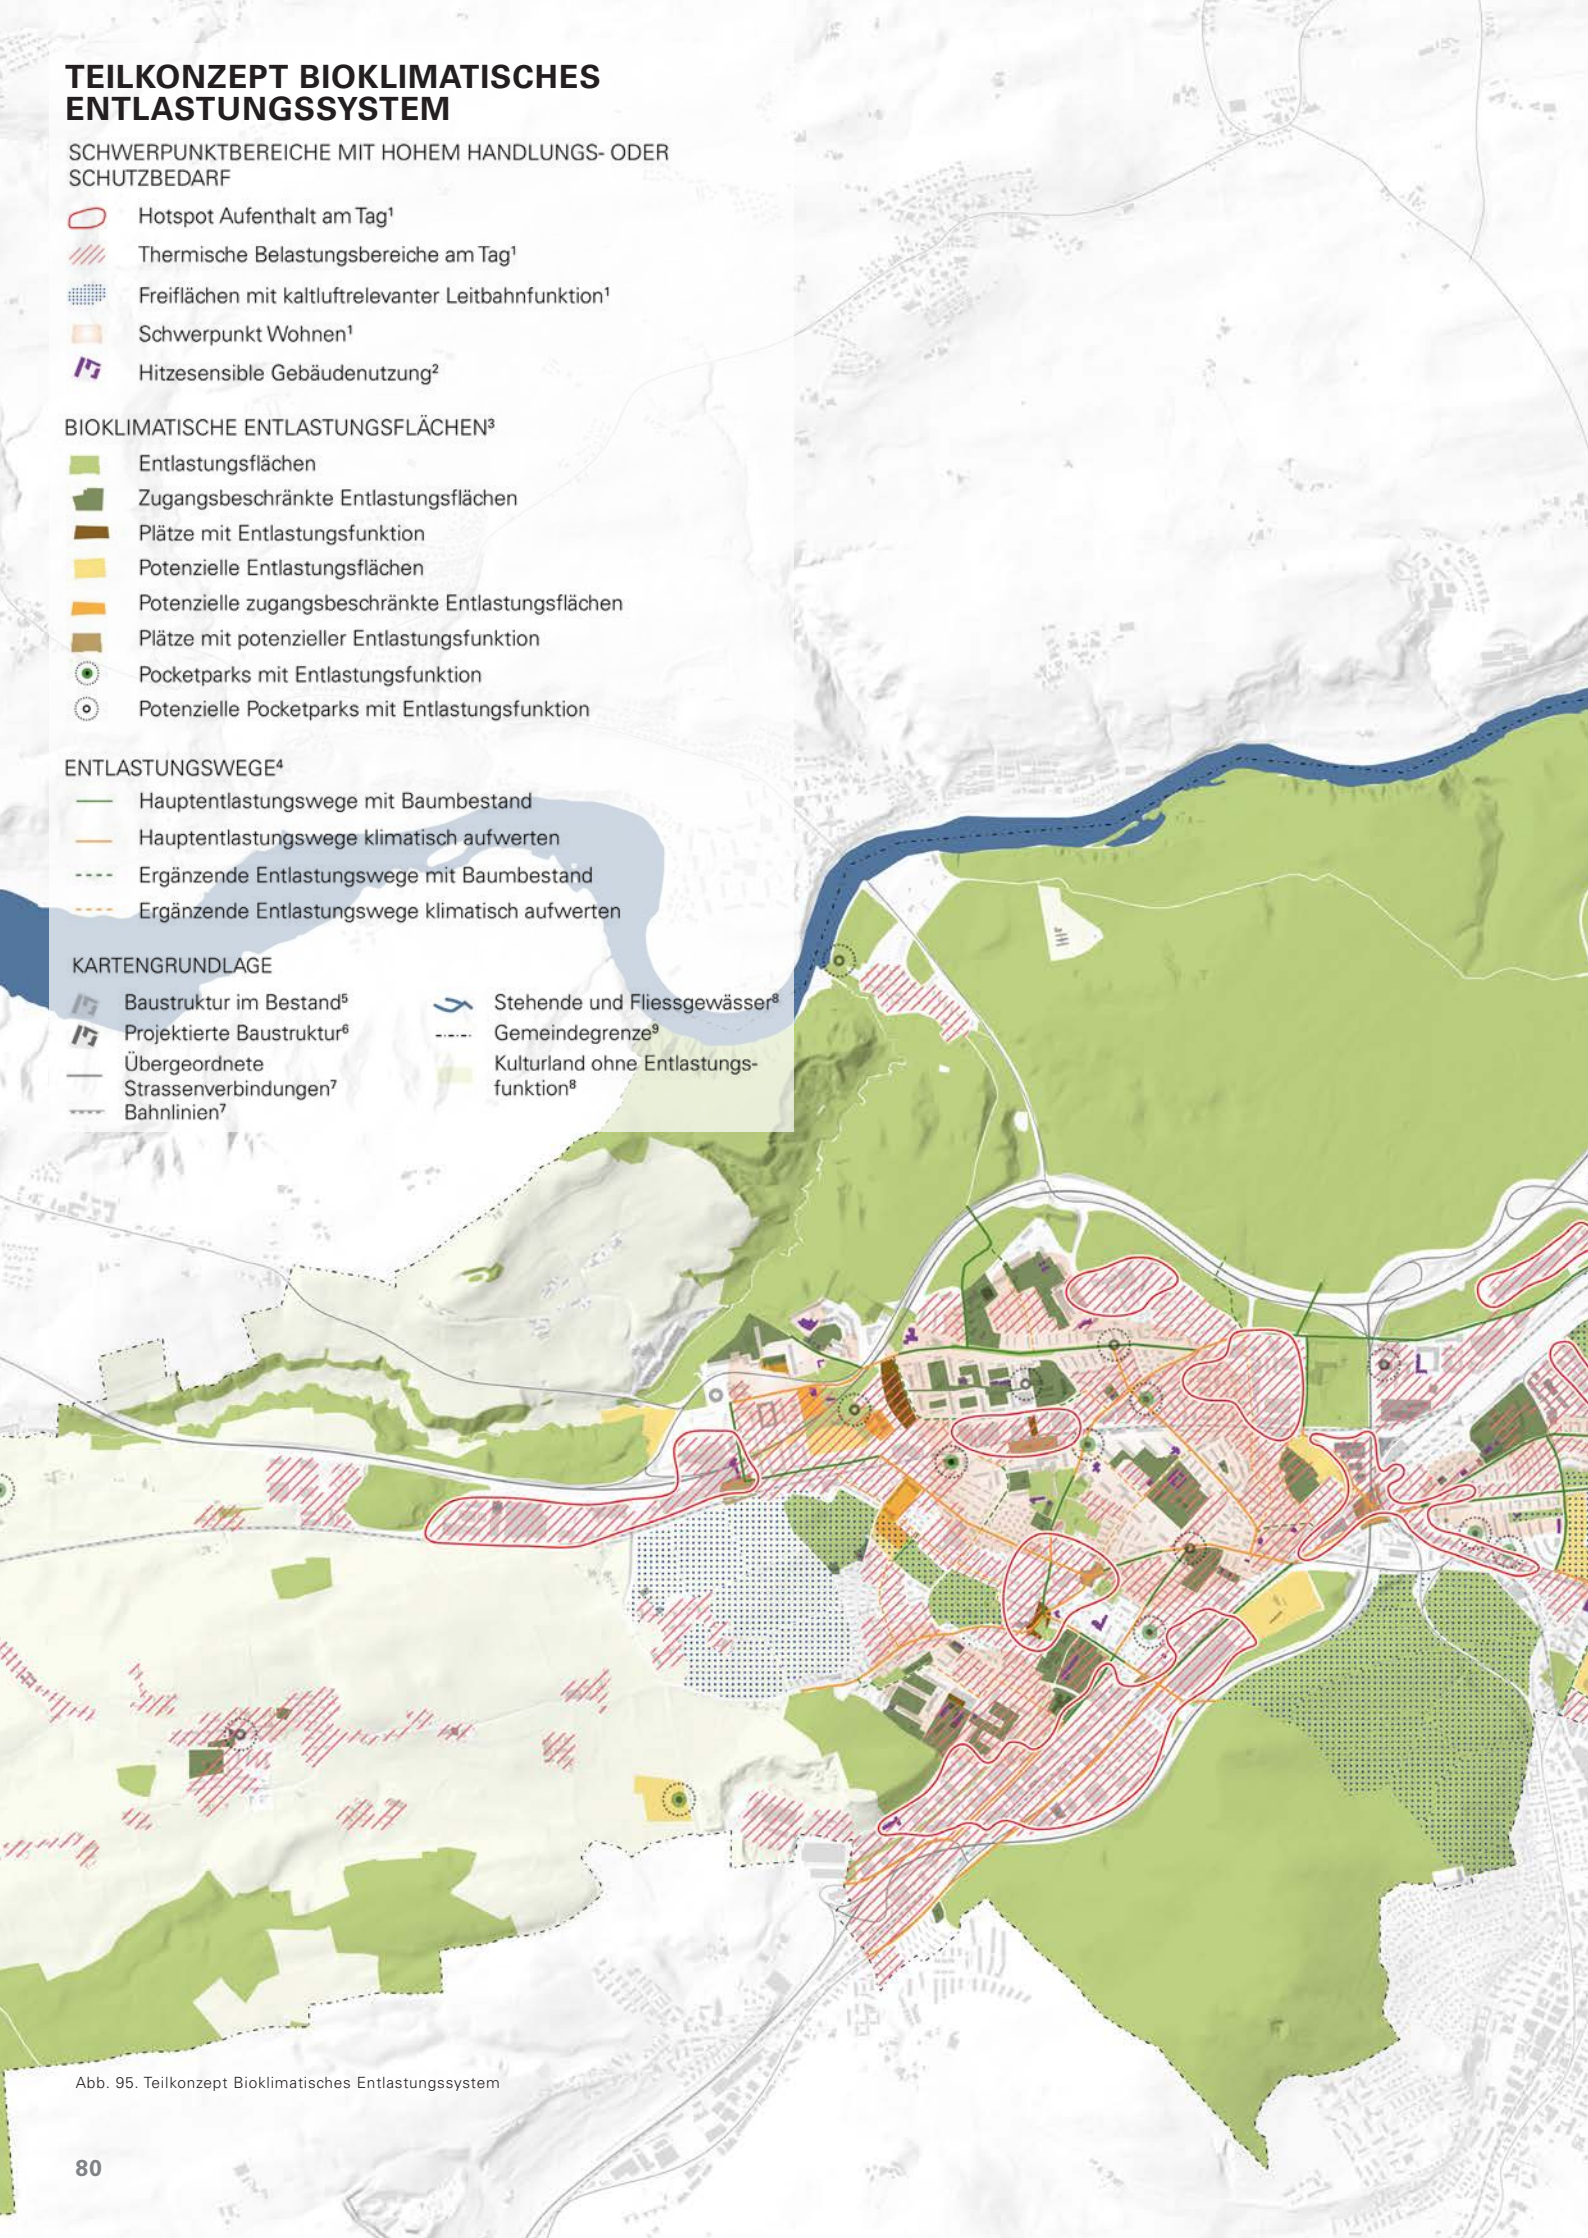 TEILKONZEPT BIOKLIMATISCHES
ENTLASTUNGSSYSTEM
SCHWERPUNKTBEREICHE MIT HOHEM HANDLUNGS- ODER
SCHUTZBEDARF
Hotspot Aufenthalt am Tag¹
Thermische Belastungsbereiche am Tag¹
Freiflächen mit kaltluftrelevanter Leitbahnfunktion¹
Schwerpunkt Wohnen¹
Hitzesensible Gebäudenutzung²
BIOKLIMATISCHE ENTLASTUNGSFLÄCHEN³
Entlastungsflächen
Zugangsbeschränkte Entlastungsflächen
Plätze mit Entlastungsfunktion
Potenzielle Entlastungsflächen
Potenzielle zugangsbeschränkte Entlastungsflächen
Plätze mit potenzieller Entlastungsfunktion
Pocketparks mit Entlastungsfunktion
Potenzielle Pocketparks mit Entlastungsfunktion
ENTLASTUNGSWEGE⁴
Hauptentlastungswege mit Baumbestand
Hauptentlastungswege klimatisch aufwerten
Ergänzende Entlastungswege mit Baumbestand
Ergänzende Entlastungswege klimatisch aufwerten
KARTENGRUNDLAGE
Baustruktur im Bestand⁵
Projektierte Baustruktur⁶
Übergeordnete
Strassenverbindungen⁷
Bahnlinien⁷
Stehende und Fliessgewässer⁸
Gemeindegrenze⁹
Kulturland ohne Entlastungs-
funktion⁸
Abb. 95. Teilkonzept Bioklimatisches Entlastungssystem
80